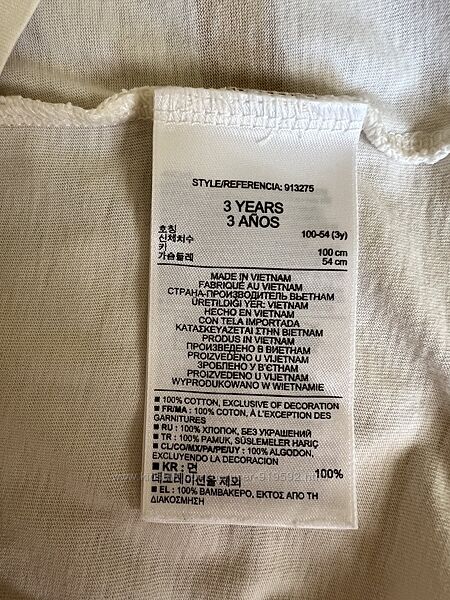 STYLE/REFERENCIA: 913275
3 YEARS
3 AÑOS
호칭 100-54 (3y)
신체치수
키 100 cm
가슴둘레 54 cm
MADE IN VIETNAM
FABRIQUÉ AU VIETNAM
СТРАНА-ПРОИЗВОДИТЕЛЬ ВЬЕТНАМ
ÜRETILDIĞI YER: VIETNAM
HECHO EN VIETNAM
CON TELA IMPORTADA
ΚΑΤΑΣΚΕΥΑΖΕΤΑΙ ΣΤΗΝ ΒΙΕΤΝΑΜ
PRODUS IN VIETNAM
ПРОИЗВЕДЕНО В ВИЕТНАМ
PROIZVEDENO U VIJETNAM
ЗРОБЛЕНО У В'ЄТНАМ
PROIZVEDENO U VIJETNAMU
WYPRODUKOWANO W WIETNAMIE
■ 100% COTTON, EXCLUSIVE OF DECORATION
■ FR/MA : 100% COTON, À L'EXCEPTION DES
GARNITURES
■ RU : 100% ХЛОПОК, БЕЗ УКРАШЕНИЙ
■ TR : 100% PAMUK, SÜSLEMELER HARIÇ
■ CL/CO/MX/PA/PE/UY : 100% ALGODON,
EXCLUYENDO LA DECORACION
■ KR : 면 100%
데코레이션을 제외
■ EL : 100% ΒΑΜΒΑΚΕΡΟ, ΕΚΤΟΣ ΑΠΟ ΤΗ
ΔΙΑΚΟΣΜΗΣΗ